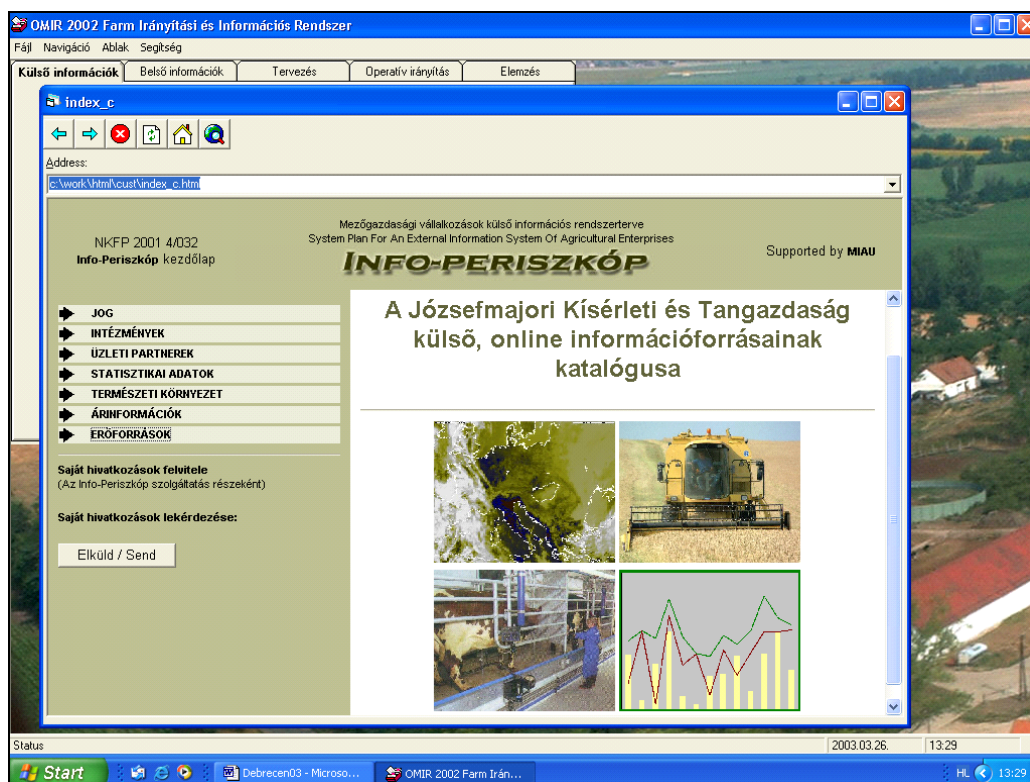 OMIR 2002 Farm Irányítási és Információs Rendszer
Fájl Navigáció Ablak Segítség
Külső információk Belső információk Tervezés Operatív irányítás Elemzés
index_c
Address:
c:\work\html\cust\index_c.html
NKFP 2001 4/032
Info-Periszkóp kezdőlap
Mezőgazdasági vállalkozások külső információs rendszerterve
System Plan For An External Information System Of Agricultural Enterprises
INFO-PERISZKÓP
Supported by MIAU
JOG
INTÉZMÉNYEK
ÜZLETI PARTNEREK
STATISZTIKAI ADATOK
TERMÉSZETI KÖRNYEZET
ÁRINFORMÁCIÓK
ERŐFORRÁSOK
Saját hivatkozások felvitele
(Az Info-Periszkóp szolgáltatás részeként)
Saját hivatkozások lekérdezése:
Elküld / Send
A Józsefmajori Kísérleti és Tangazdaság
külső, online információforrásainak
katalógusa
Status 2003.03.26. 13:29
Start Debrecen03 - Microso... OMIR 2002 Farm Irán... HL 13:29